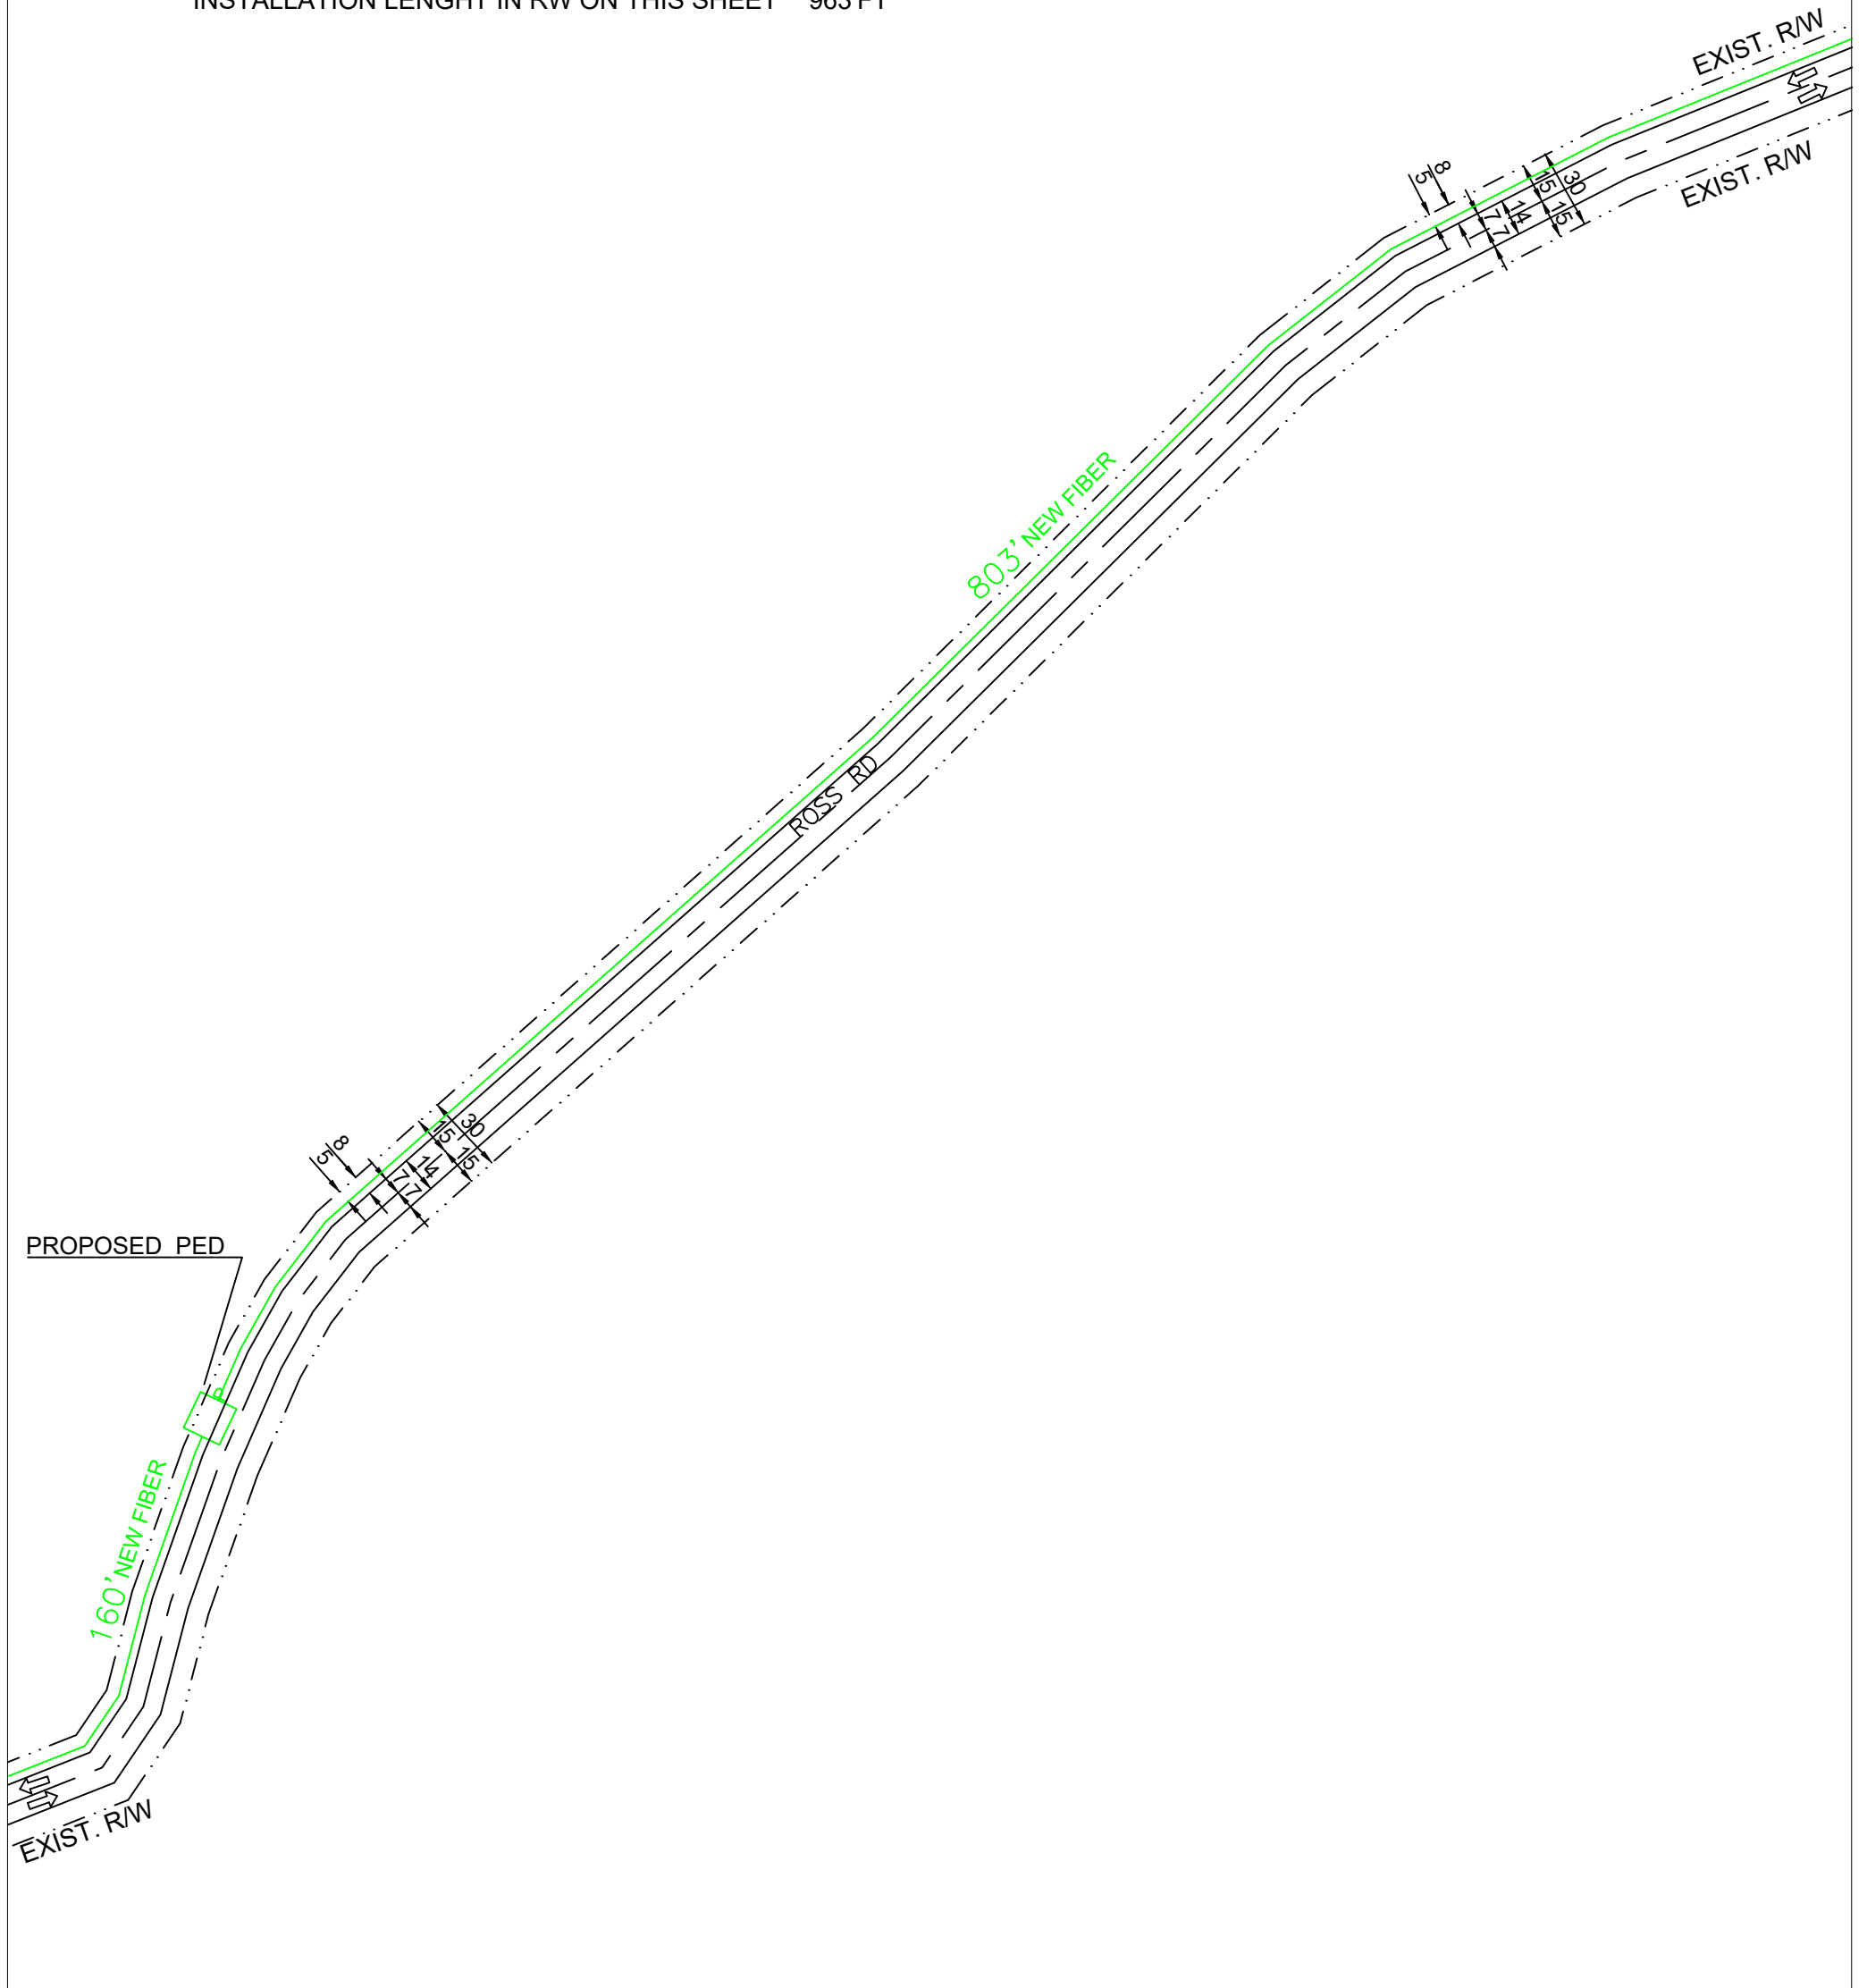 INSTALLATION LENGHT IN RW ON THIS SHEET 963 FT
EXIST. R/W
EXIST. R/W
8
5
15
30
7
14
15
7
803' NEW FIBER
ROSS RD
8
5
15
30
7
14
15
7
PROPOSED PED
P
160' NEW FIBER
EXIST. R/W